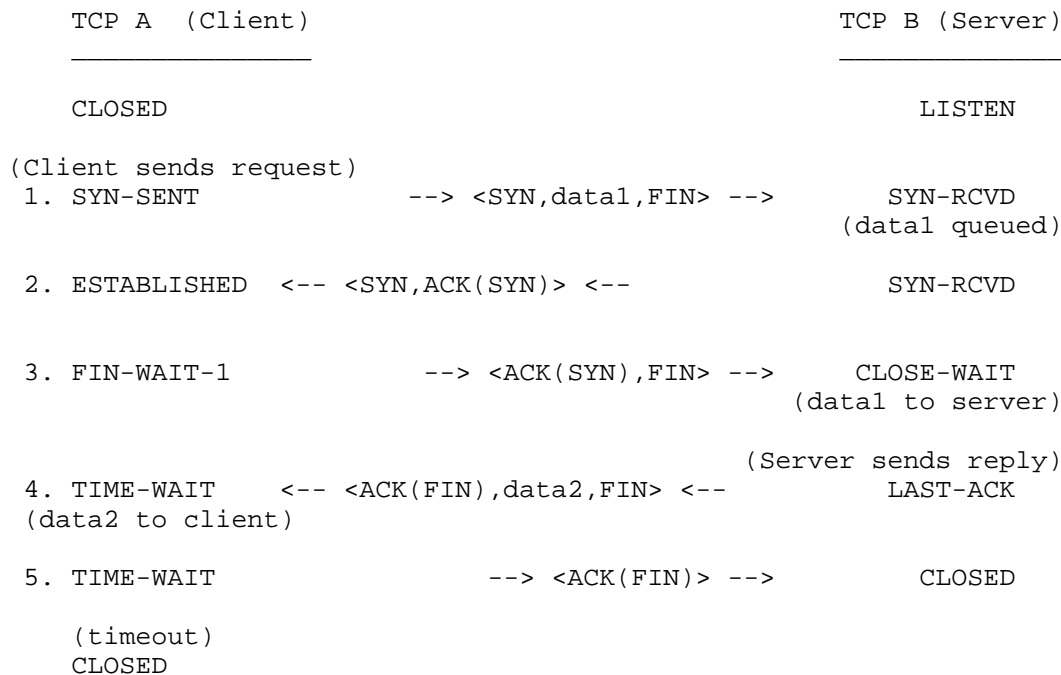 TCP A  (Client)                                 TCP B (Server)
_______________                                 ______________
CLOSED                                               LISTEN
(Client sends request)
1. SYN-SENT             --> <SYN,data1,FIN> -->       SYN-RCVD
(data1 queued)
2. ESTABLISHED  <-- <SYN,ACK(SYN)> <--                SYN-RCVD
3. FIN-WAIT-1            --> <ACK(SYN),FIN> -->     CLOSE-WAIT
(data1 to server)
(Server sends reply)
4. TIME-WAIT    <-- <ACK(FIN),data2,FIN> <--          LAST-ACK
(data2 to client)
5. TIME-WAIT                 --> <ACK(FIN)> -->         CLOSED
(timeout)
CLOSED